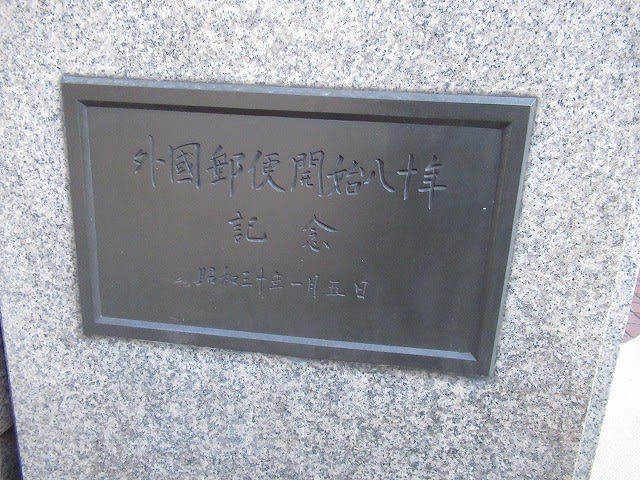 外國郵便開始八十年
記念
昭和三十年一月五日